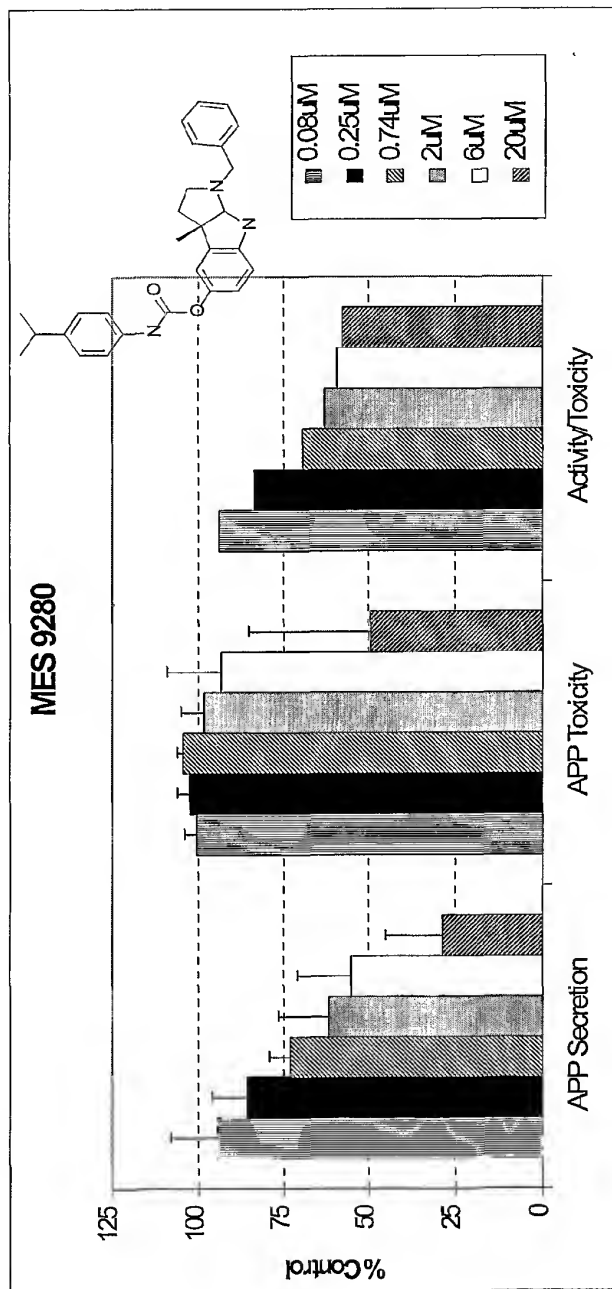 MES 9280
O
N
O
N
N
0.08uM
0.25uM
0.74uM
2uM
6uM
20uM
% Control
125
100
75
50
25
0
APP Secretion
APP Toxicity
Activity/Toxicity